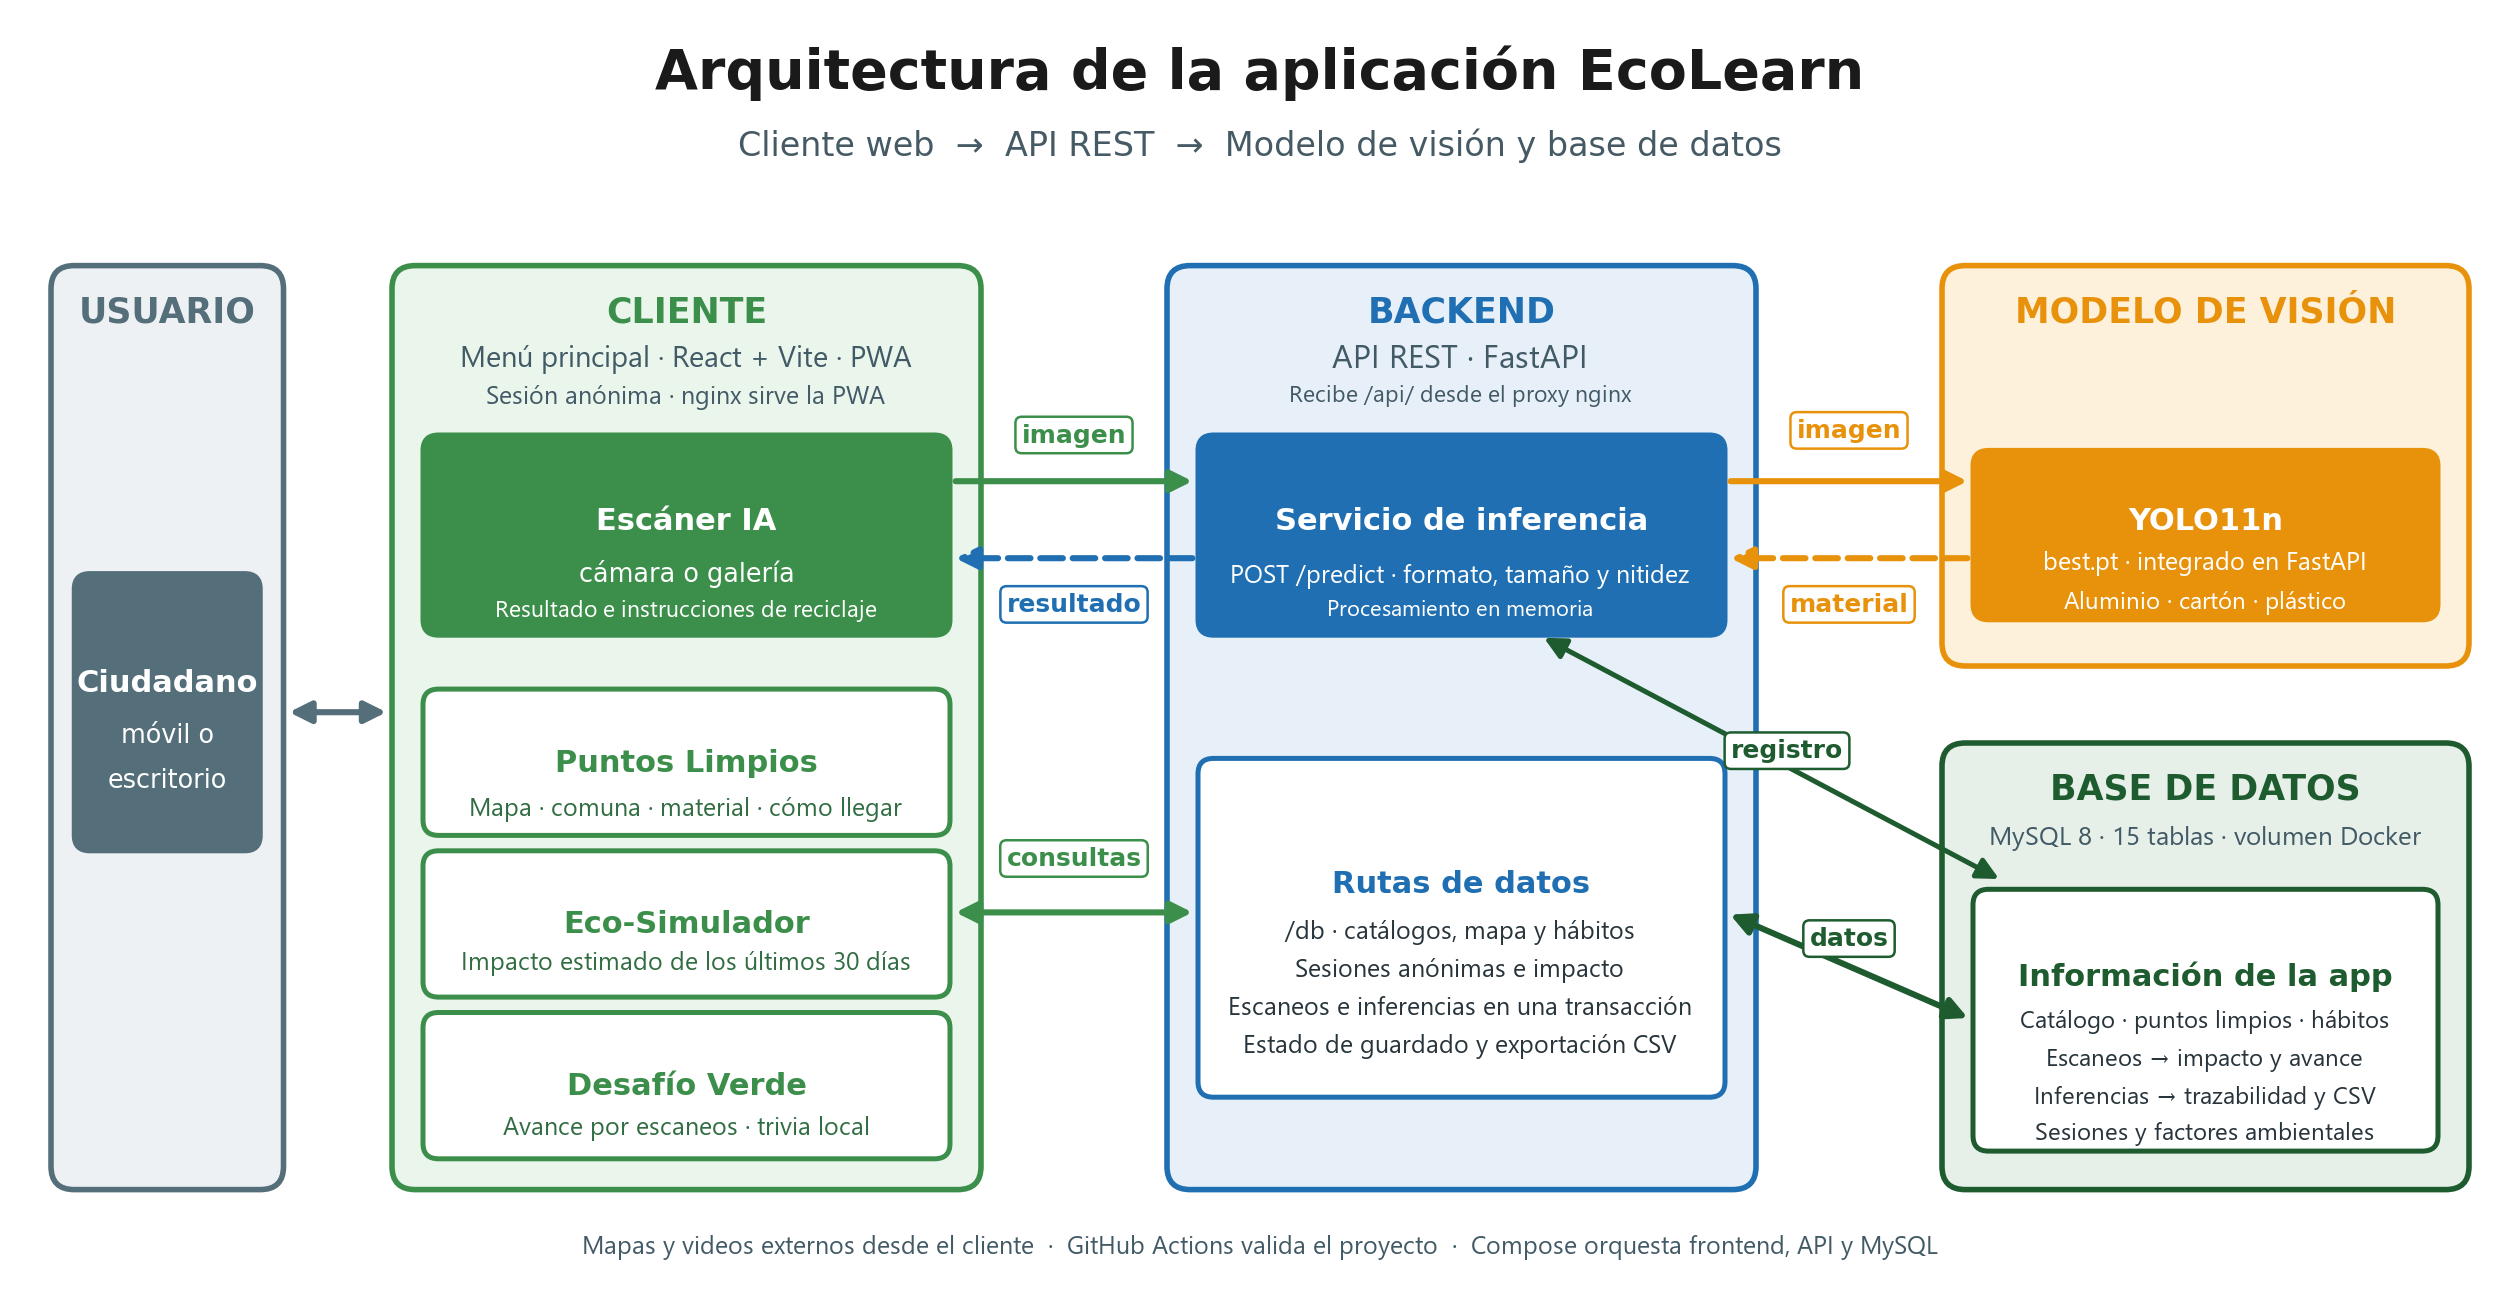 Arquitectura de la aplicación EcoLearn
Cliente web → API REST → Modelo de visión y base de datos
USUARIO
Ciudadano
móvil o
escritorio
CLIENTE
Menú principal · React + Vite · PWA
Sesión anónima · nginx sirve la PWA
Escáner IA
cámara o galería
Resultado e instrucciones de reciclaje
Puntos Limpios
Mapa · comuna · material · cómo llegar
Eco-Simulador
Impacto estimado de los últimos 30 días
Desafío Verde
Avance por escaneos · trivia local
imagen
resultado
consultas
BACKEND
API REST · FastAPI
Recibe /api/ desde el proxy nginx
Servicio de inferencia
POST /predict · formato, tamaño y nitidez
Procesamiento en memoria
Rutas de datos
/db · catálogos, mapa y hábitos
Sesiones anónimas e impacto
Escaneos e inferencias en una transacción
Estado de guardado y exportación CSV
imagen
material
registro
datos
MODELO DE VISIÓN
YOLO11n
best.pt · integrado en FastAPI
Aluminio · cartón · plástico
BASE DE DATOS
MySQL 8 · 15 tablas · volumen Docker
Información de la app
Catálogo · puntos limpios · hábitos
Escaneos → impacto y avance
Inferencias → trazabilidad y CSV
Sesiones y factores ambientales
Mapas y videos externos desde el cliente · GitHub Actions valida el proyecto · Compose orquesta frontend, API y MySQL